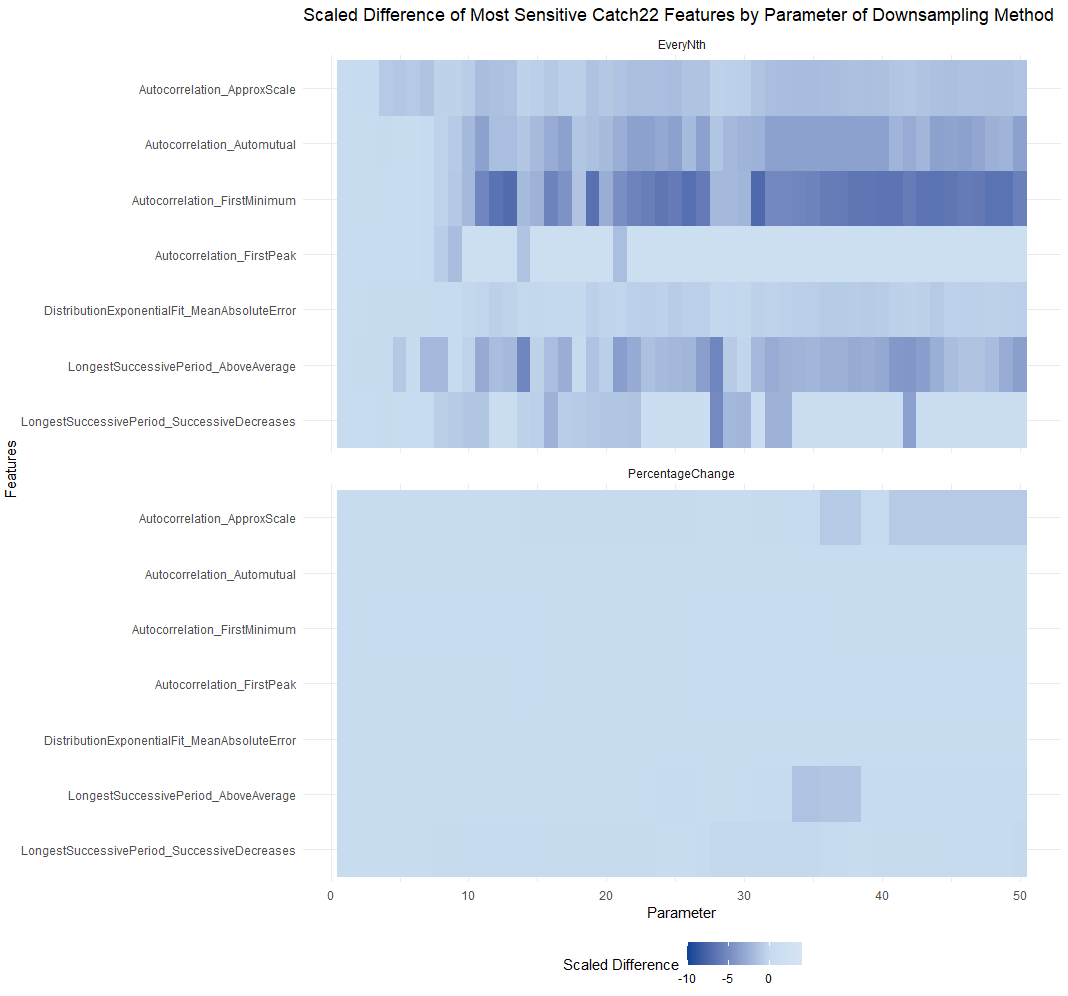 Scaled Difference of Most Sensitive Catch22 Features by Parameter of Downsampling Method
EveryNth
Autocorrelation_ApproxScale
Autocorrelation_Automutual
Autocorrelation_FirstMinimum
Autocorrelation_FirstPeak
DistributionExponentialFit_MeanAbsoluteError
LongestSuccessivePeriod_AboveAverage
LongestSuccessivePeriod_SuccessiveDecreases
Features
PercentageChange
Autocorrelation_ApproxScale
Autocorrelation_Automutual
Autocorrelation_FirstMinimum
Autocorrelation_FirstPeak
DistributionExponentialFit_MeanAbsoluteError
LongestSuccessivePeriod_AboveAverage
LongestSuccessivePeriod_SuccessiveDecreases
0 10 20 30 40 50
Parameter
Scaled Difference
-10 -5 0